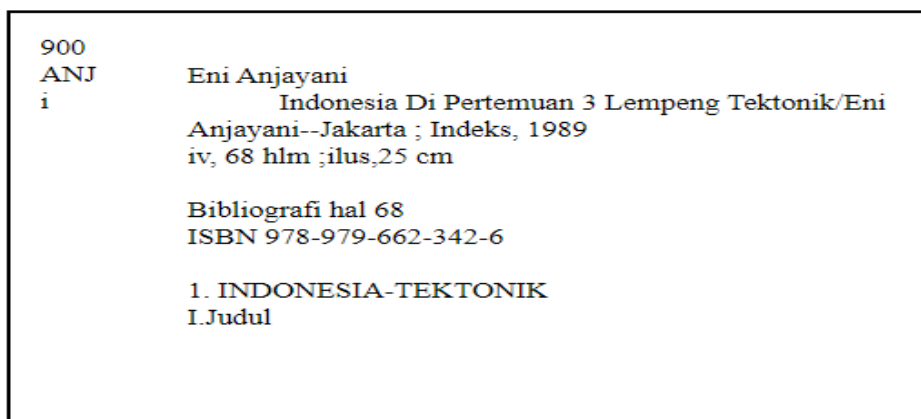 900
ANJ Eni Anjayani
i Indonesia Di Pertemuan 3 Lempeng Tektonik/Eni
Anjayani--Jakarta ; Indeks, 1989
iv, 68 hlm ;ilus,25 cm
Bibliografi hal 68
ISBN 978-979-662-342-6
1. INDONESIA-TEKTONIK
I.Judul